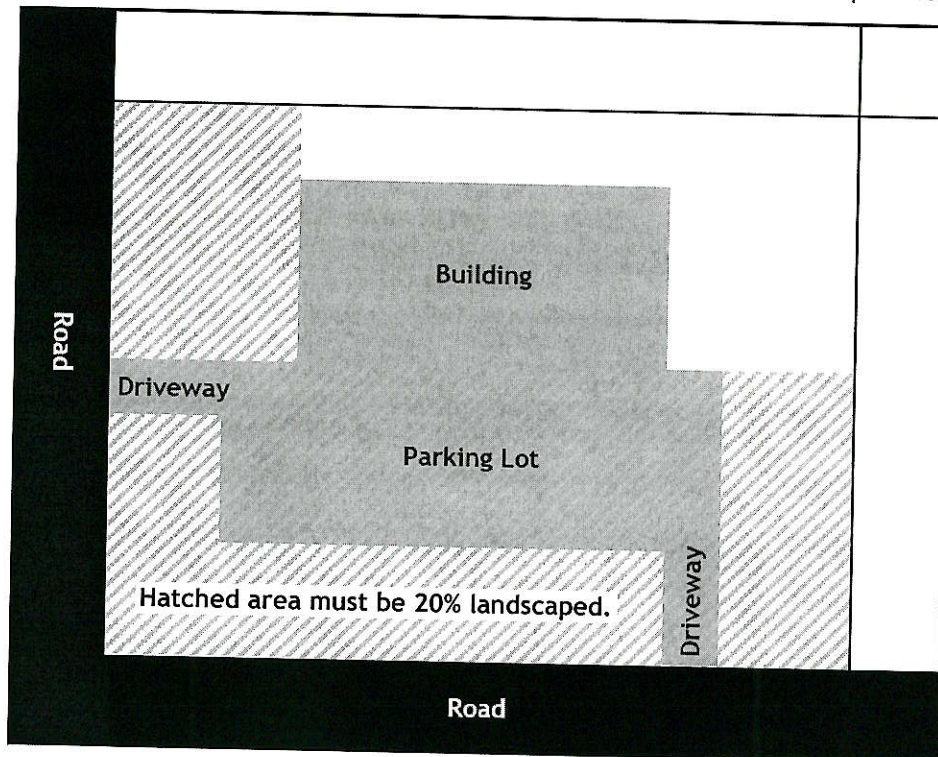 Building
Road
Driveway
Parking Lot
Hatched area must be 20% landscaped.
Driveway
Road